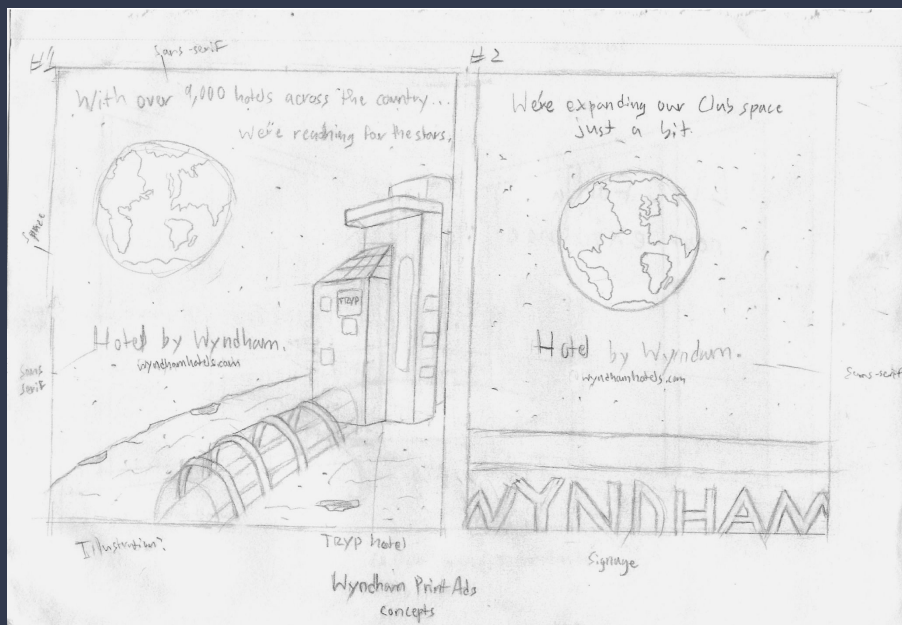 #1
sans-serif
With over 9,000 hotels across the country...
We're reaching for the stars.
space
TRYP
Hotel by Wyndham.
wyndhamhotels.com
Sans
serif
Illustration?
TRYP hotel
#2
We're expanding our Club space
just a bit.
Hotel by Wyndam.
wyndhamhotels.com
Sans-serif
WYNDHAM
Signage
Wyndham Print Ads
concepts